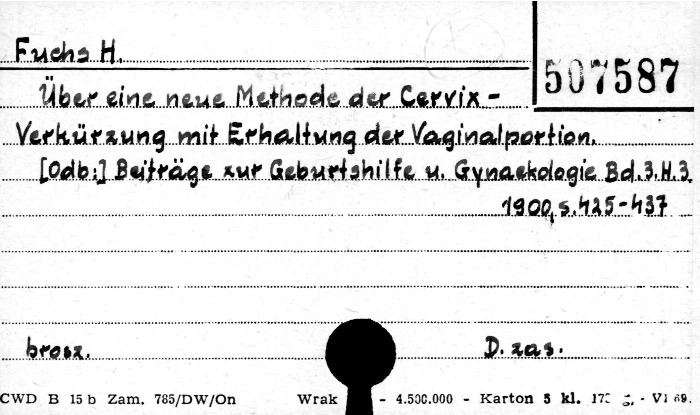 Fuchs H.
507587
Über eine neue Methode der Cervix -
Verkürzung mit Erhaltung der Vaginalportion.
[Odb:] Beiträge zur Geburtshilfe u. Gynaekologie Bd.3.H.3.
1900, s.425-437
brosz. D. zas.
CWD B 15 b Zam. 785/DW/On Wrak - 4.500.000 - Karton 5 kl. g. - VI 69.